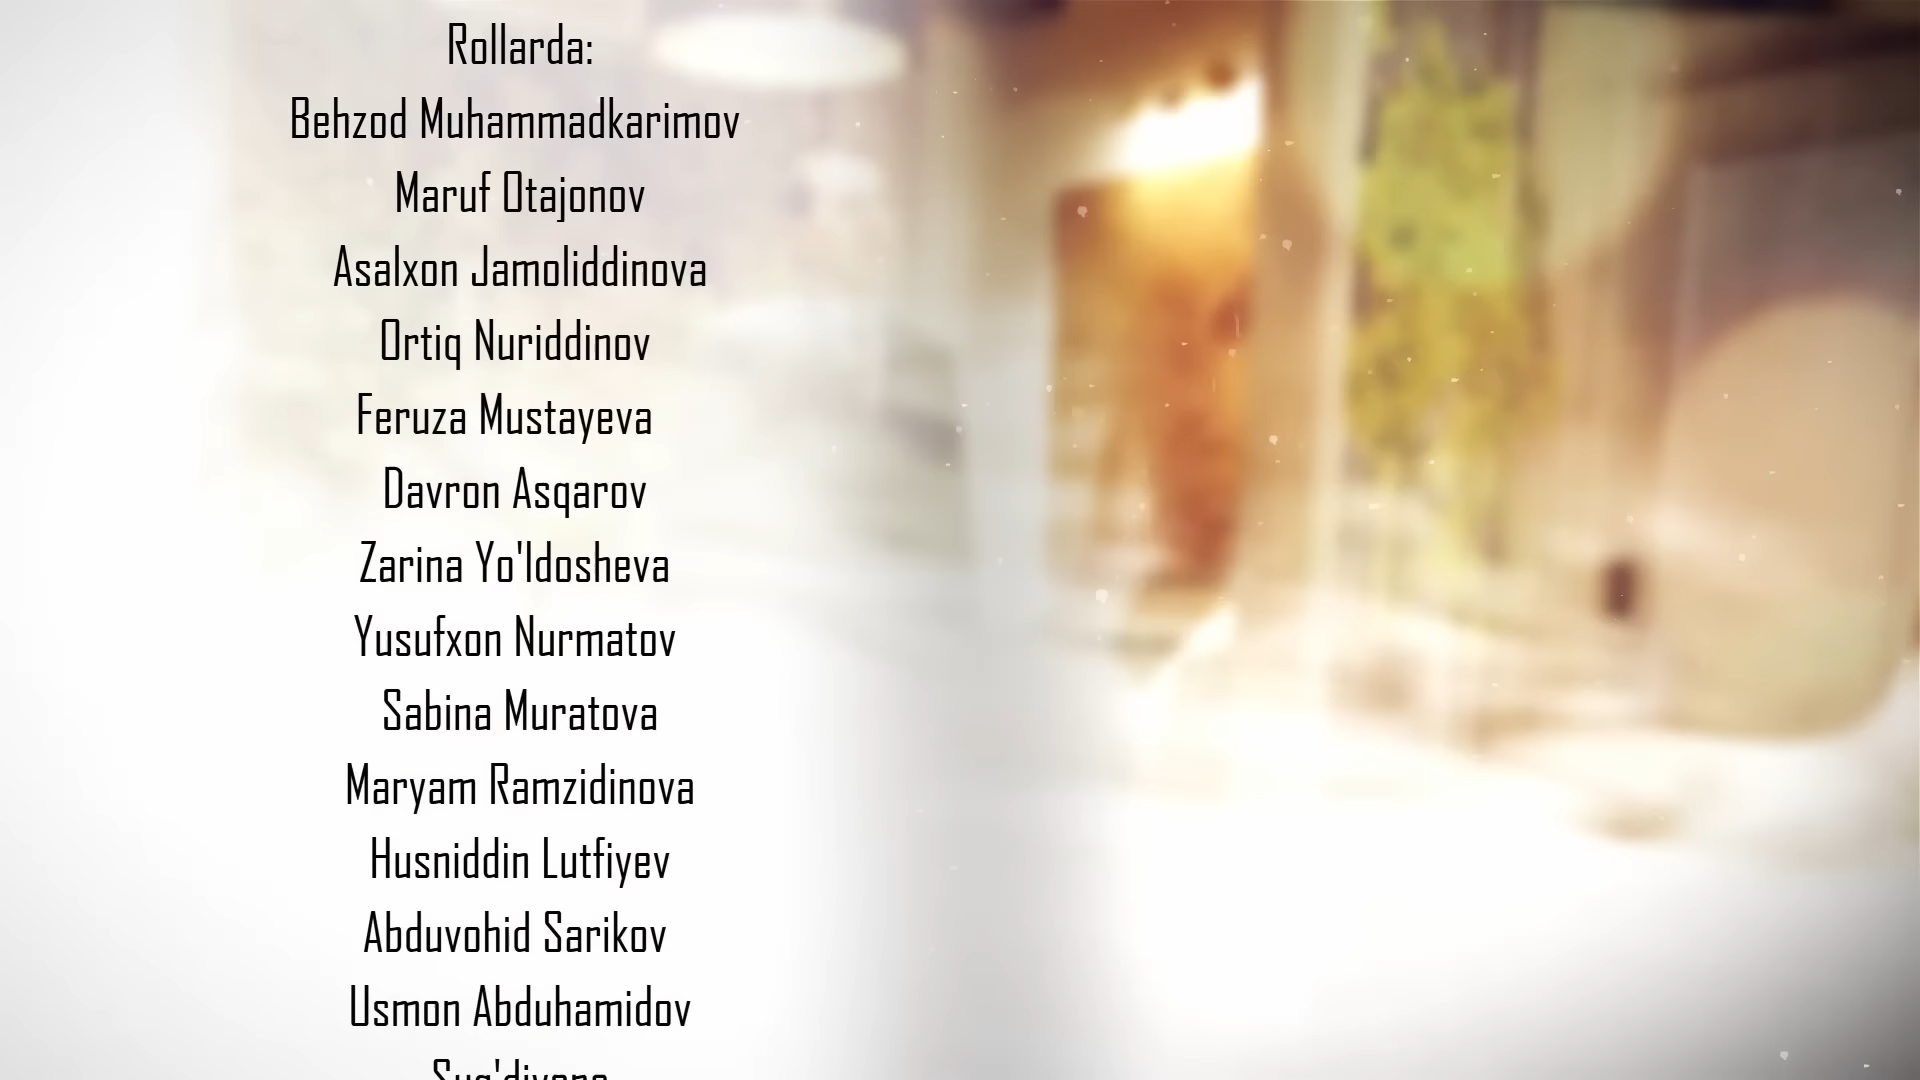 Rollarda:
Behzod Muhammadkarimov
Maruf Otajonov
Asalxon Jamoliddinova
Ortiq Nuriddinov
Feruza Mustayeva
Davron Asqarov
Zarina Yo'ldosheva
Yusufxon Nurmatov
Sabina Muratova
Maryam Ramzidinova
Husniddin Lutfiyev
Abduvohid Sarikov
Usmon Abduhamidov